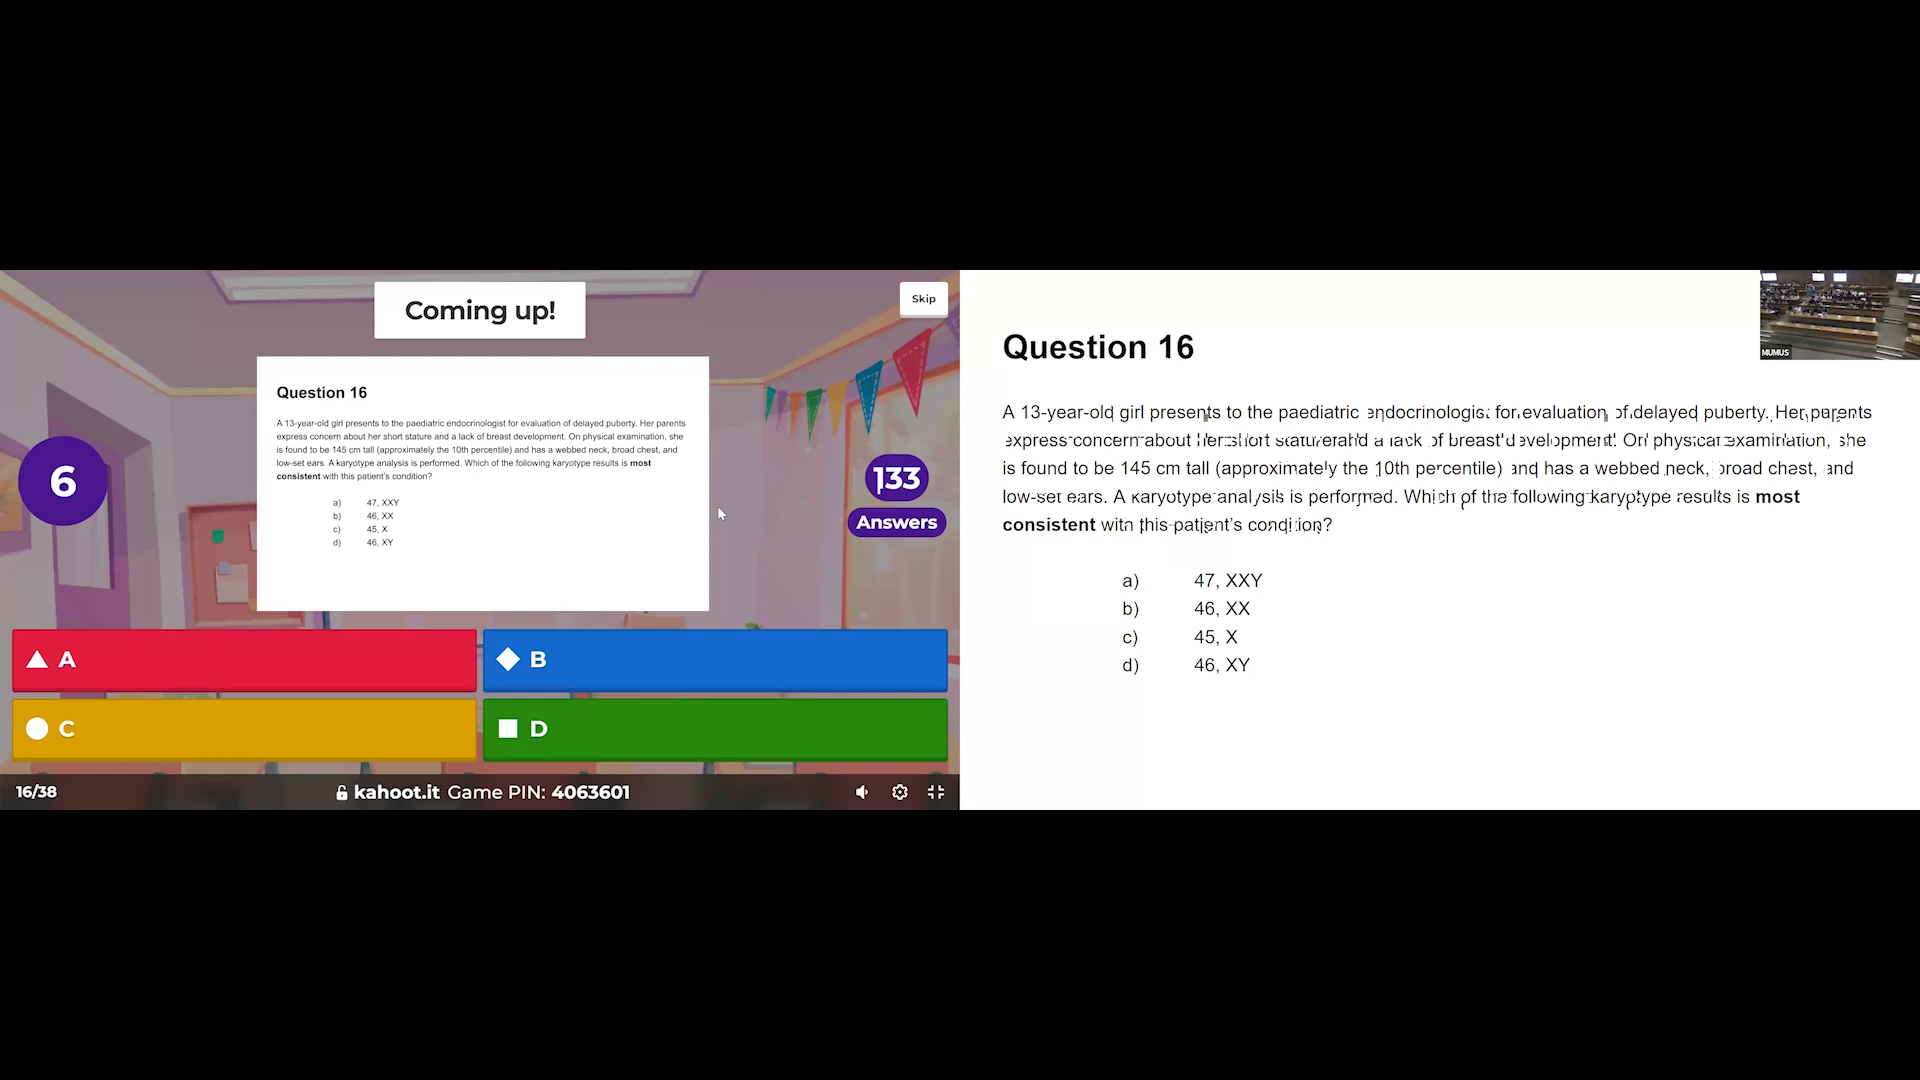 Coming up!
Skip
Question 16
A 13-year-old girl presents to the paediatric endocrinologist for evaluation of delayed puberty. Her parents
express concern about her short stature and a lack of breast development. On physical examination, she
is found to be 145 cm tall (approximately the 10th percentile) and has a webbed neck, broad chest, and
low-set ears. A karyotype analysis is performed. Which of the following karyotype results is most
consistent with this patient's condition?
a) 47, XXY
b) 46, XX
c) 45, X
d) 46, XY
6
133
Answers
A
B
C
D
16/38
kahoot.it Game PIN: 4063601
MUMUS
Question 16
A 13-year-old girl presents to the paediatric endocrinologist for evaluation of delayed puberty. Her parents
express concern about her short stature and a lack of breast development. On physical examination, she
is found to be 145 cm tall (approximately the 10th percentile) and has a webbed neck, broad chest, and
low-set ears. A karyotype analysis is performed. Which of the following karyotype results is most
consistent with this patient's condition?
a) 47, XXY
b) 46, XX
c) 45, X
d) 46, XY